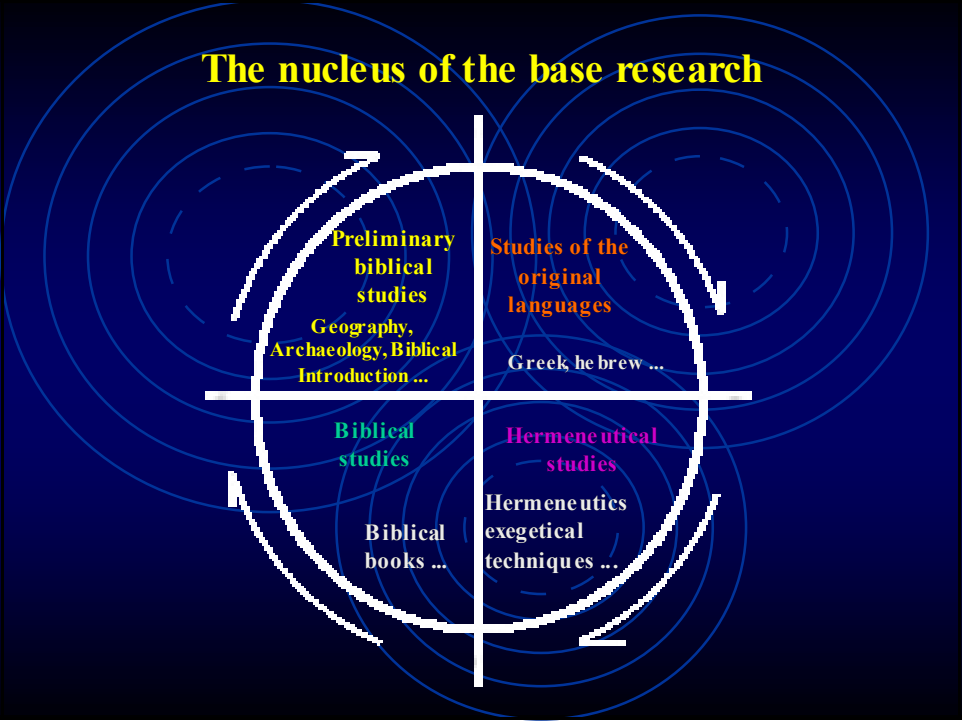 The nucleus of the base research
Preliminary
biblical
studies
Geography,
Archaeology, Biblical
Introduction ...
Studies of the
original
languages
Greek, hebrew ...
Biblical
studies
Biblical
books ...
Hermeneutical
studies
Hermeneutics
exegetical
techniques ...